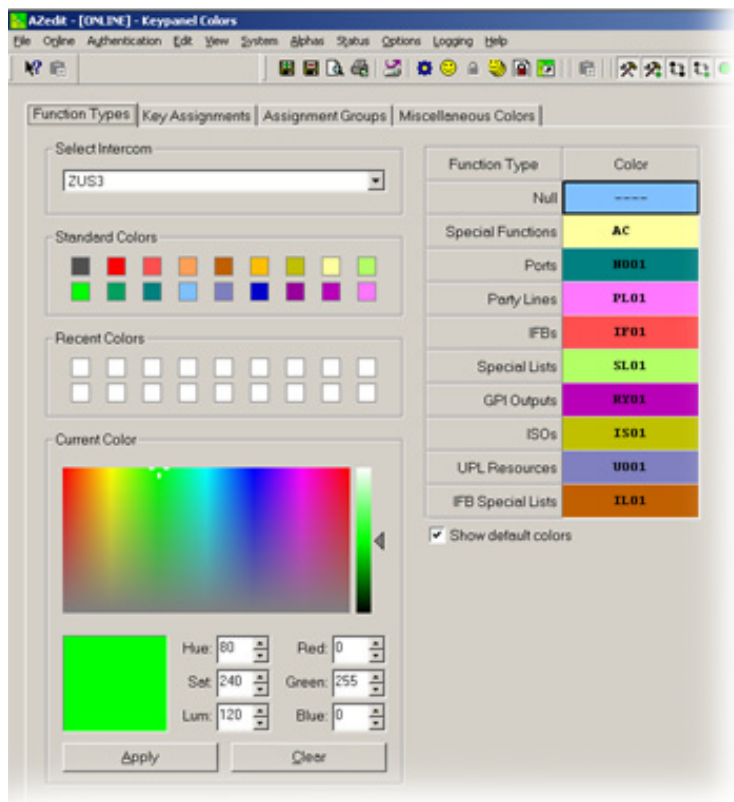 AZedit - [ONLINE] - Keypanel Colors
File Online Authentication Edit View System Alphas Status Options Logging Help
Function Types Key Assignments Assignment Groups Miscellaneous Colors
Select Intercom
ZUS3
Standard Colors
Recent Colors
Current Color
Hue: 80 Red: 0
Sat: 240 Green: 255
Lum: 120 Blue: 0
Apply Clear
Function Type Color
Null ----
Special Functions AC
Ports N001
Party Lines PL01
IFBs IF01
Special Lists SL01
GPI Outputs RY01
ISOs IS01
UPL Resources U001
IFB Special Lists IL01
Show default colors